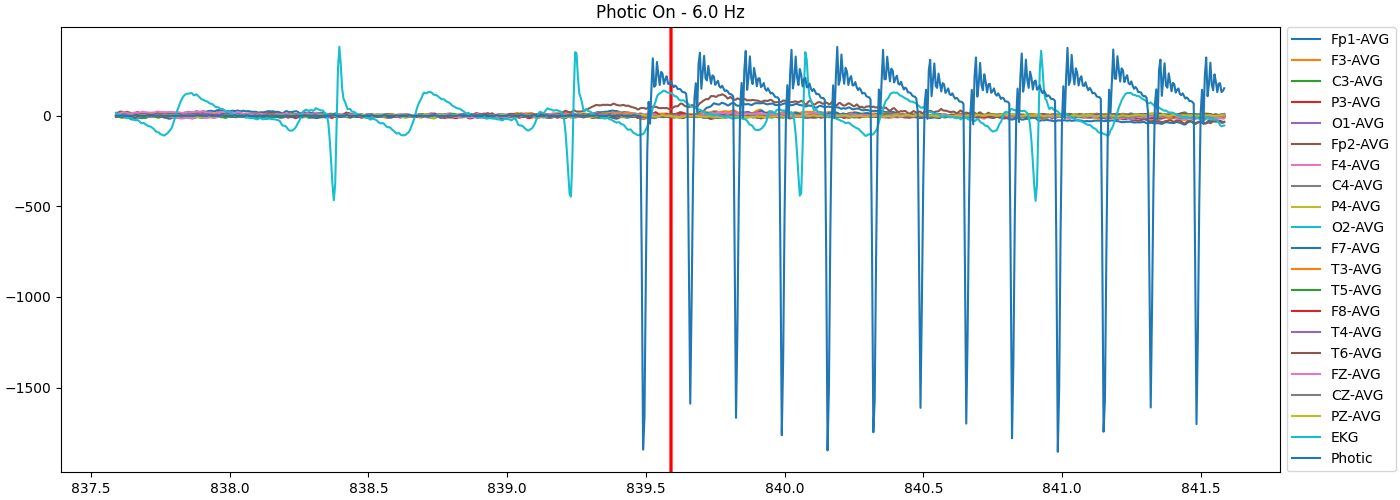 Photic On - 6.0 Hz
0
−500
−1000
−1500
837.5
838.0
838.5
839.0
839.5
840.0
840.5
841.0
841.5
Fp1-AVG
F3-AVG
C3-AVG
P3-AVG
O1-AVG
Fp2-AVG
F4-AVG
C4-AVG
P4-AVG
O2-AVG
F7-AVG
T3-AVG
T5-AVG
F8-AVG
T4-AVG
T6-AVG
FZ-AVG
CZ-AVG
PZ-AVG
EKG
Photic